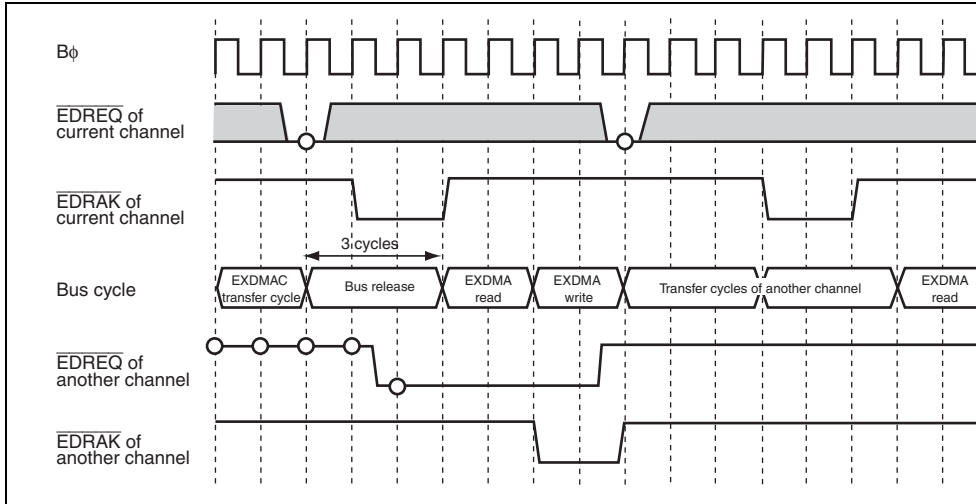 Bϕ
EDREQ of
current channel
EDRAK of
current channel
3 cycles
Bus cycle
EXDMAC
transfer cycle
Bus release
EXDMA
read
EXDMA
write
Transfer cycles of another channel
EXDMA
read
EDREQ of
another channel
EDRAK of
another channel